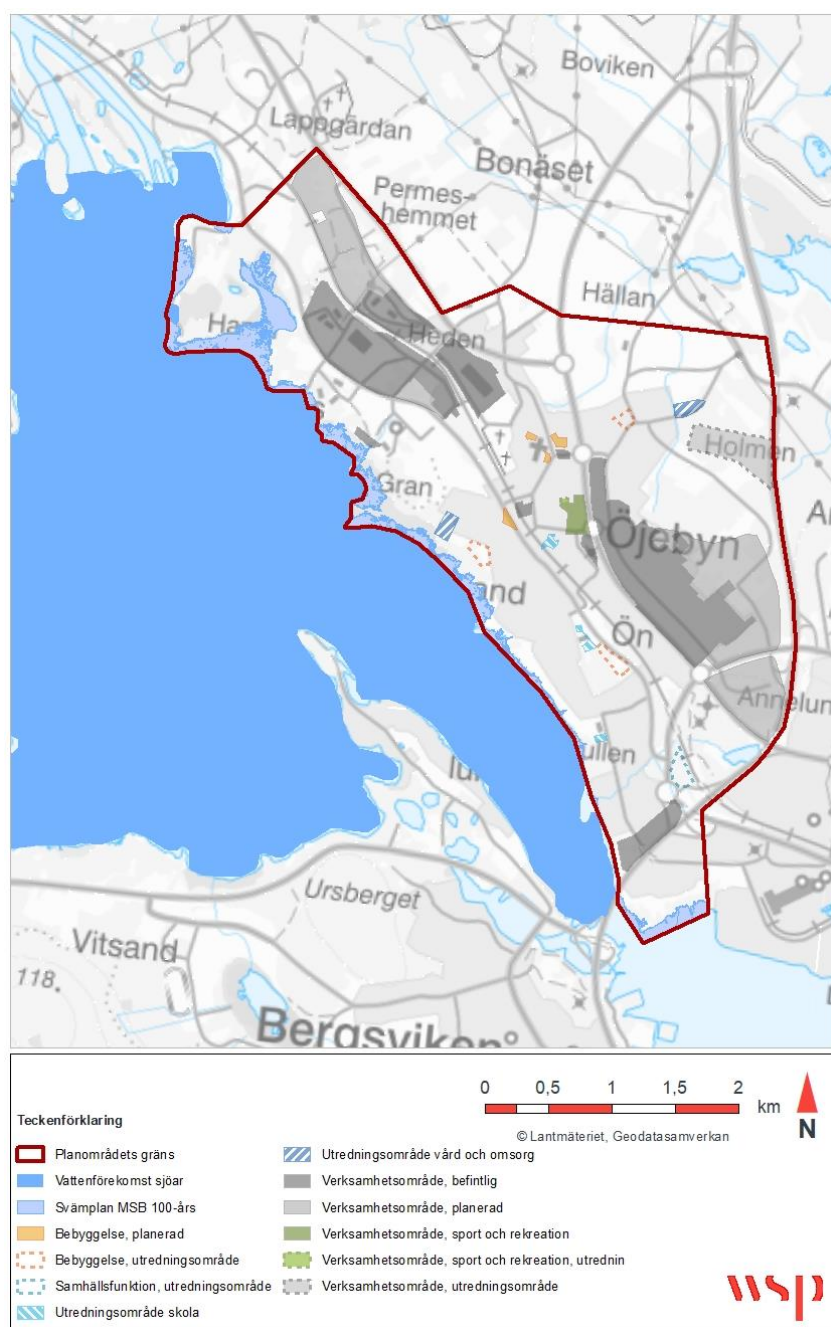 Boviken
Lappgärdan
Bonäset
Permes-
hemmet
Hällan
Heden
Holmen
Gran
Öjebyn
Ön
Annelun
Ursberget
Vitsand
118.
Bergsviken
0 0,5 1 1,5 2
km
© Lantmäteriet, Geodatasamverkan
N
Teckenförklaring
Planområdets gräns
Vattenförekomst sjöar
Svämplan MSB 100-års
Bebyggelse, planerad
Bebyggelse, utredningsområde
Samhällsfunktion, utredningsområde
Utredningsområde skola
Utredningsområde vård och omsorg
Verksamhetsområde, befintlig
Verksamhetsområde, planerad
Verksamhetsområde, sport och rekreation
Verksamhetsområde, sport och rekreation, utrednin
Verksamhetsområde, utredningsområde
wsp